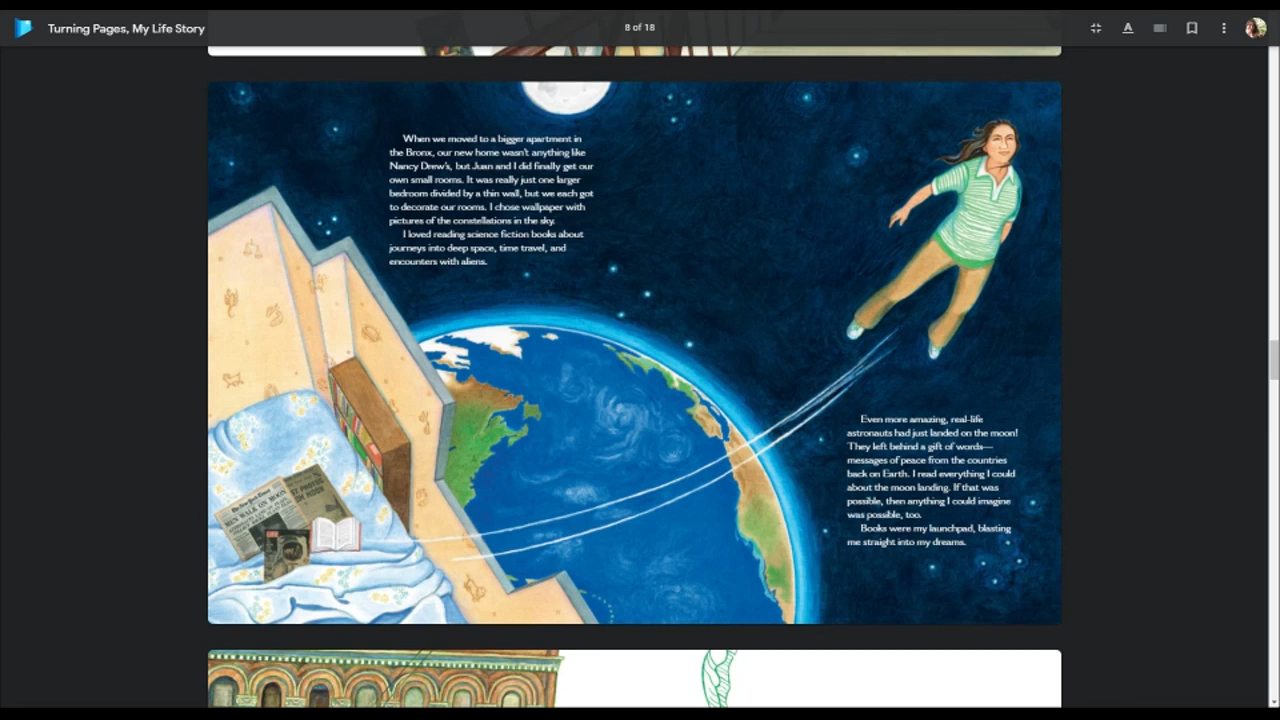 Turning Pages, My Life Story
8 of 18
When we moved to a bigger apartment in
the Bronx, our new home wasn't anything like
Nancy Drew's, but Juan and I did finally get our
own small rooms. It was really just one larger
bedroom divided by a thin wall, but we each got
to decorate our rooms. I chose wallpaper with
pictures of the constellations in the sky.
I loved reading science fiction books about
journeys into deep space, time travel, and
encounters with aliens.
Even more amazing, real-life
astronauts had just landed on the moon!
They left behind a gift of words—
messages of peace from the countries
back on Earth. I read everything I could
about the moon landing. If that was
possible, then anything I could imagine
was possible, too.
Books were my launchpad, blasting
me straight into my dreams.
MEN WALK ON MOON